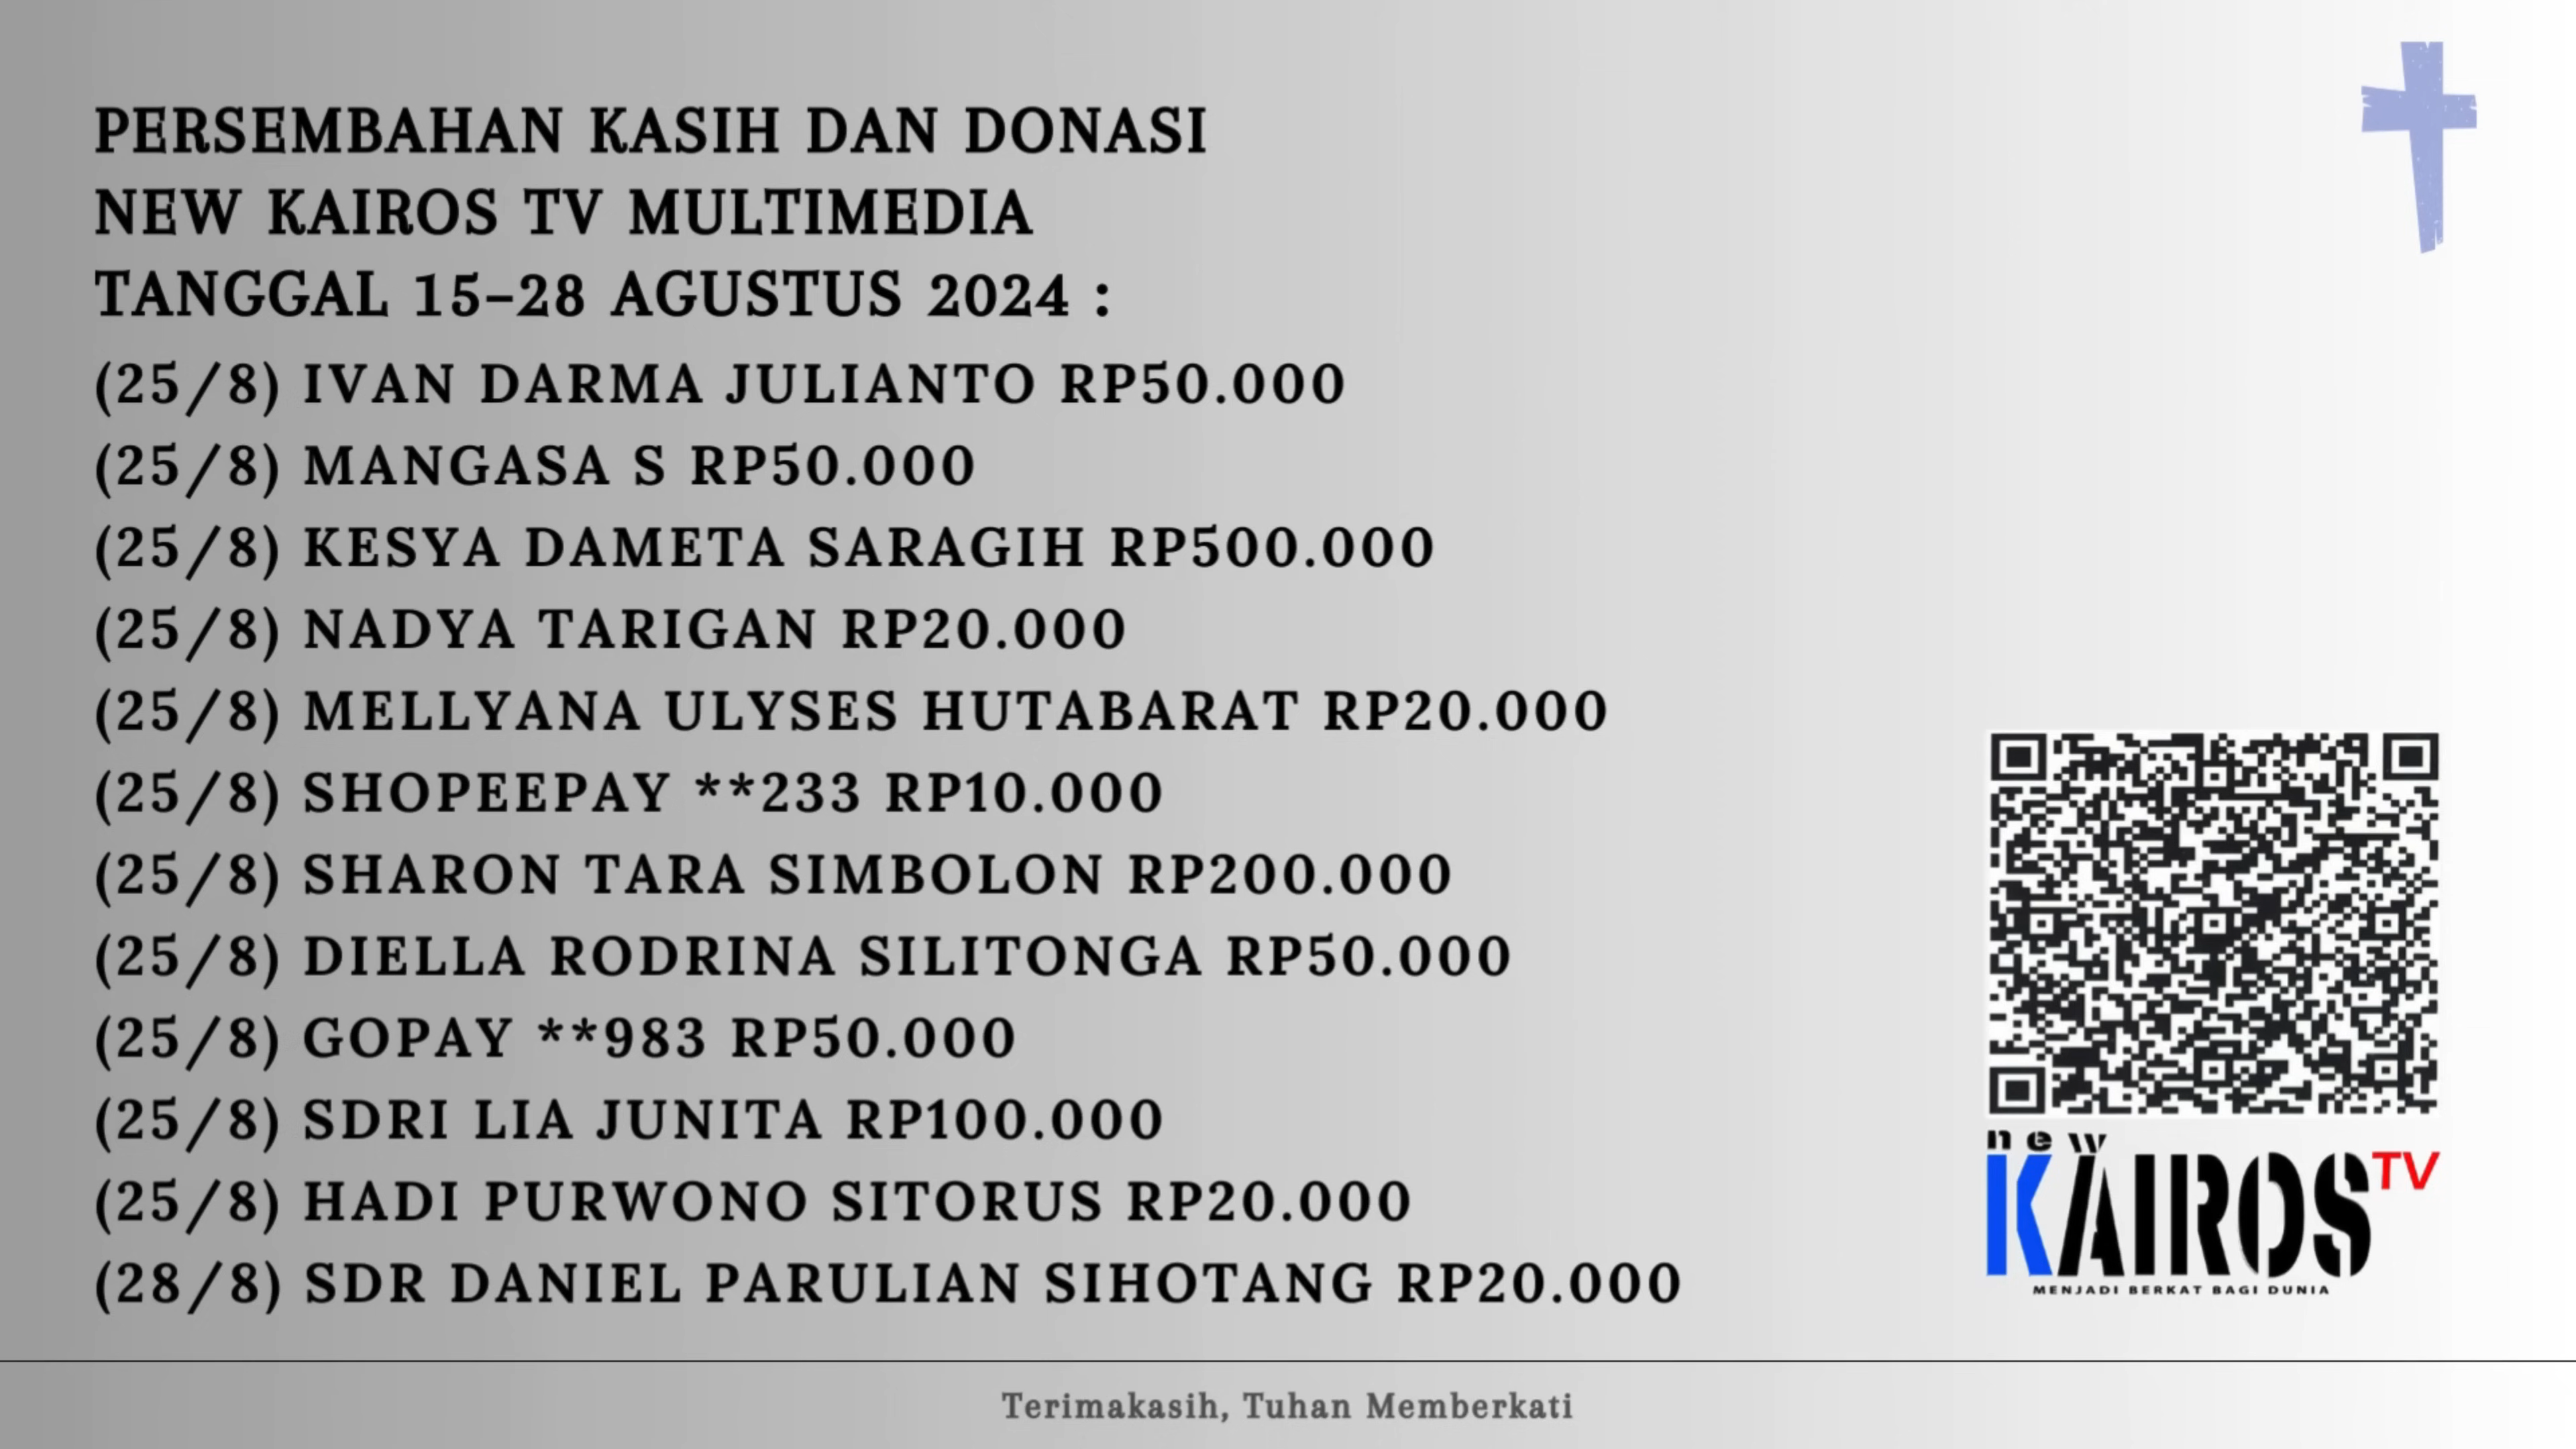 PERSEMBAHAN KASIH DAN DONASI
NEW KAIROS TV MULTIMEDIA
TANGGAL 15-28 AGUSTUS 2024 :
(25/8) IVAN DARMA JULIANTO RP50.000
(25/8) MANGASA S RP50.000
(25/8) KESYA DAMETA SARAGIH RP500.000
(25/8) NADYA TARIGAN RP20.000
(25/8) MELLYANA ULYSES HUTABARAT RP20.000
(25/8) SHOPEEPAY **233 RP10.000
(25/8) SHARON TARA SIMBOLON RP200.000
(25/8) DIELLA RODRINA SILITONGA RP50.000
(25/8) GOPAY **983 RP50.000
(25/8) SDRI LIA JUNITA RP100.000
(25/8) HADI PURWONO SITORUS RP20.000
(28/8) SDR DANIEL PARULIAN SIHOTANG RP20.000
new
KAIROS TV
MENJADI BERKAT BAGI DUNIA
Terimakasih, Tuhan Memberkati